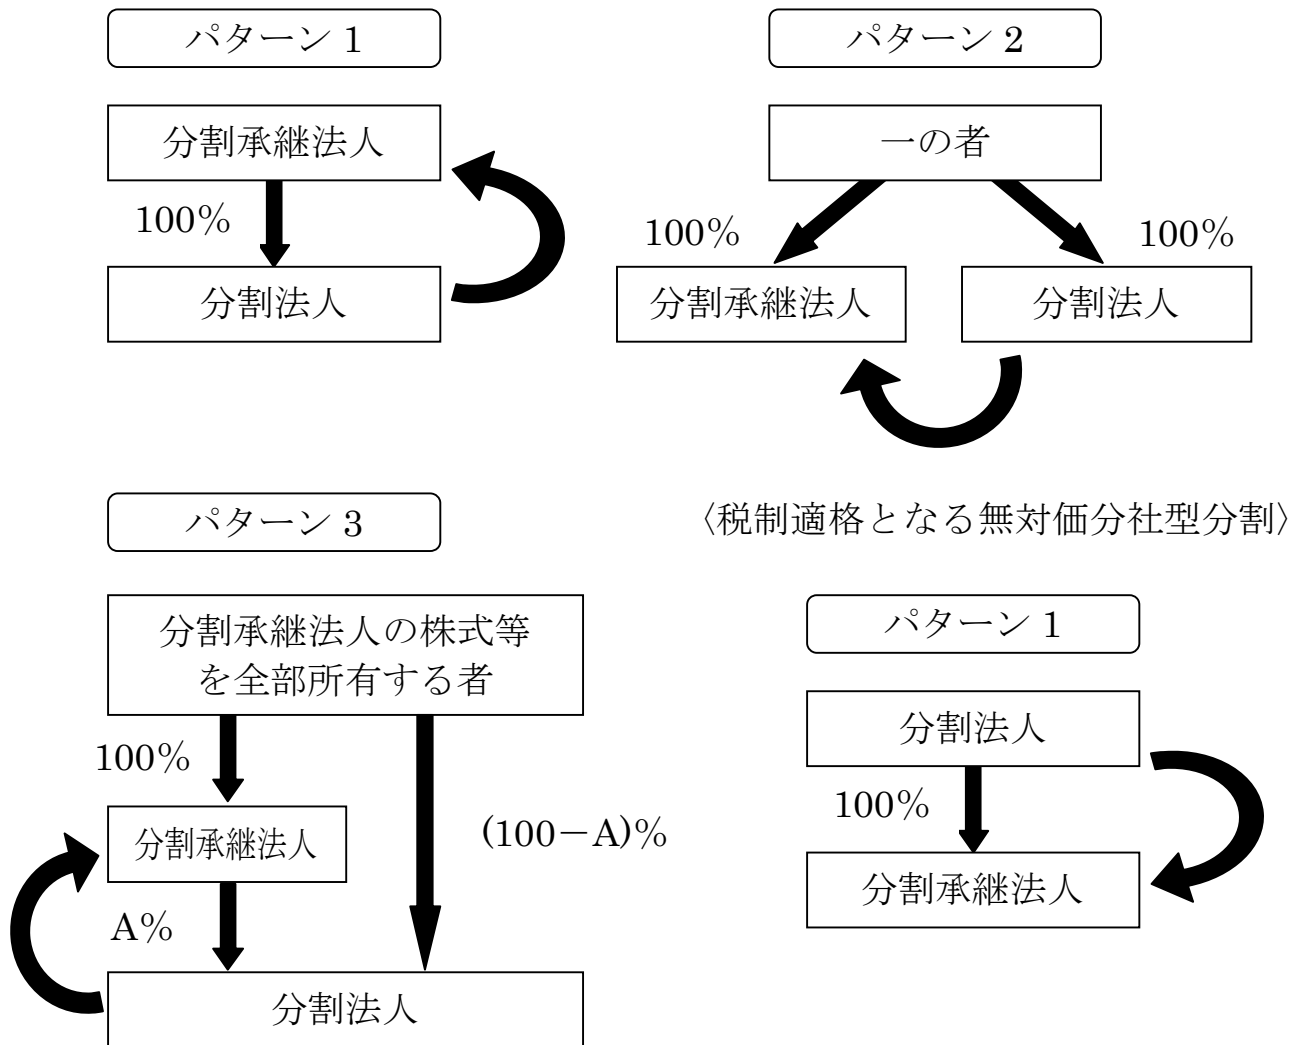 パターン 1
分割承継法人
100%
分割法人
パターン 2
一の者
100%
100%
分割承継法人
分割法人
パターン 3
分割承継法人の株式等
を全部所有する者
100%
(100－A)%
分割承継法人
A%
分割法人
〈税制適格となる無対価分社型分割〉
パターン 1
分割法人
100%
分割承継法人